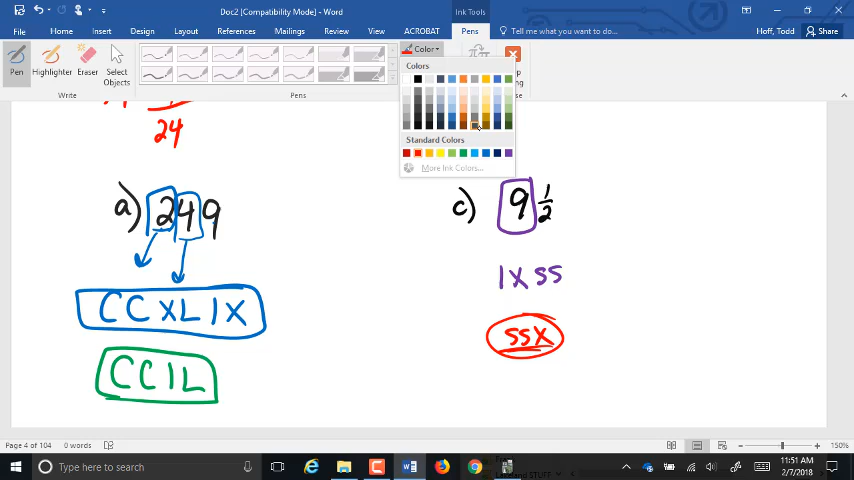 Doc2 [Compatibility Mode] - Word
Ink Tools
Hoff, Todd
File
Home
Insert
Design
Layout
References
Mailings
Review
View
ACROBAT
Pens
Tell me what you want to do...
Share
Pen
Highlighter
Eraser
Select
Objects
Write
Pens
Color
Colors
Standard Colors
More Ink Colors...
24
a) 249
CCXLIX
CCIL
c) 9 1/2
IXSS
SSX
Page 4 of 104
0 words
150%
Type here to search
11:51 AM
2/7/2018